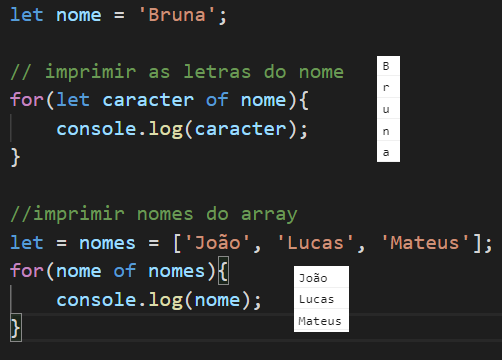 let nome = 'Bruna';
// imprimir as letras do nome
for(let caracter of nome){
    console.log(caracter);
}
B
r
u
n
a
//imprimir nomes do array
let = nomes = ['João', 'Lucas', 'Mateus'];
for(nome of nomes){
    console.log(nome);
}
João
Lucas
Mateus